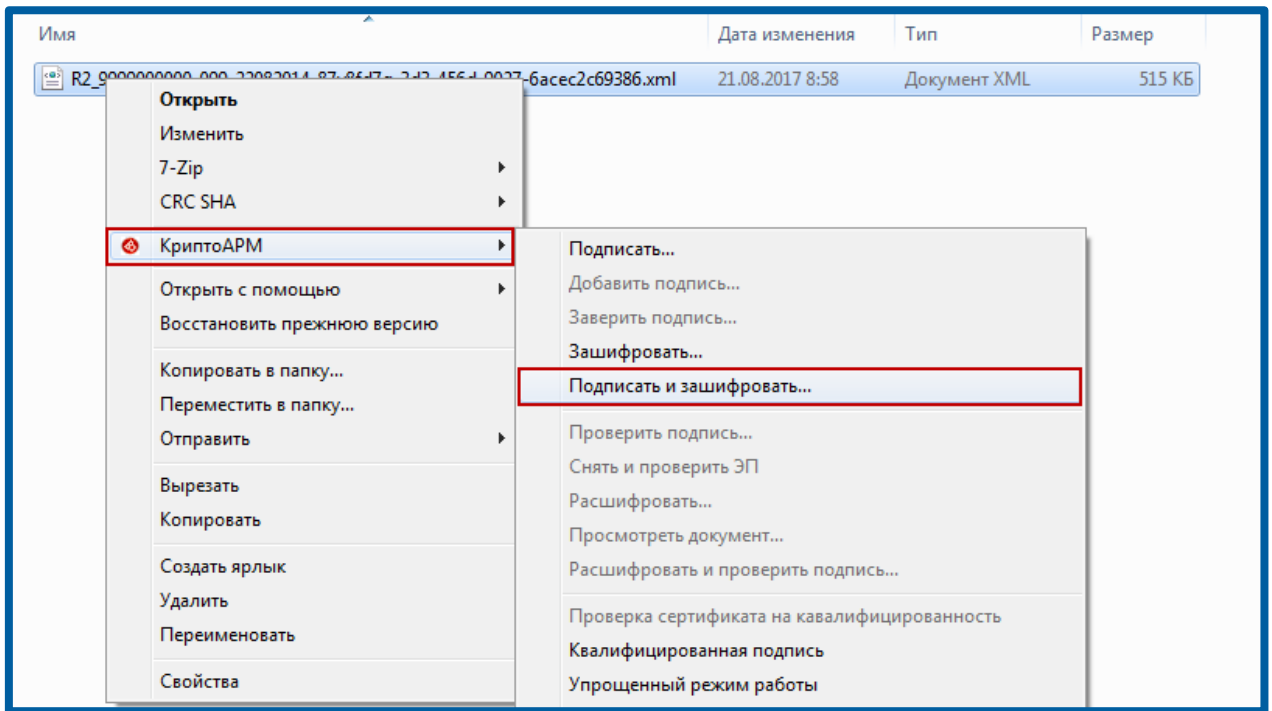 Имя Дата изменения Тип Размер
-6acec2c69386.xml 21.08.2017 8:58 Документ XML 515 КБ
Открыть
Изменить
7-Zip
CRC SHA
КриптоАРМ
Открыть с помощью
Восстановить прежнюю версию
Копировать в папку...
Переместить в папку...
Отправить
Вырезать
Копировать
Создать ярлык
Удалить
Переименовать
Свойства
Подписать...
Добавить подпись...
Заверить подпись...
Зашифровать...
Подписать и зашифровать...
Проверить подпись...
Снять и проверить ЭП
Расшифровать...
Просмотреть документ...
Расшифровать и проверить подпись...
Проверка сертификата на кавалифицированность
Квалифицированная подпись
Упрощенный режим работы